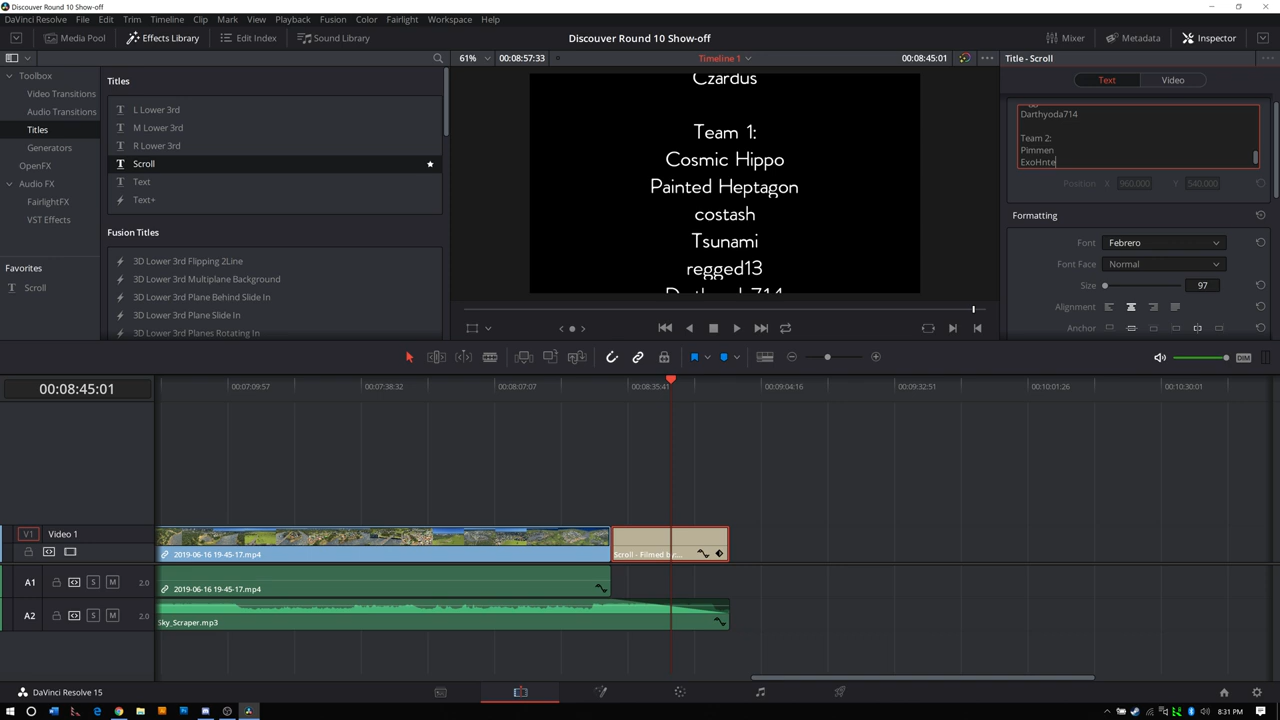 Discover Round 10 Show-off
DaVinci Resolve File Edit Trim Timeline Clip Mark View Playback Fusion Color Fairlight Workspace Help
Media Pool Effects Library Edit Index Sound Library Discover Round 10 Show-off Mixer Metadata Inspector
61% 00:08:57:33 Timeline 1 00:08:45:01 Title - Scroll
Toolbox
Video Transitions
Audio Transitions
Titles
Generators
OpenFX
Audio FX
FairlightFX
VST Effects
Favorites
Scroll
Titles
L Lower 3rd
M Lower 3rd
R Lower 3rd
Scroll
Text
Text+
Fusion Titles
3D Lower 3rd Flipping 2Line
3D Lower 3rd Multiplane Background
3D Lower 3rd Plane Behind Slide In
3D Lower 3rd Plane Slide In
3D Lower 3rd Planes Rotating In
Czardus
Team 1:
Cosmic Hippo
Painted Heptagon
costash
Tsunami
regged13
Darthyoda714
Text Video
Darthyoda714
Team 2:
Pimmen
ExoHnte
Position X 960.000 Y 540.000
Formatting
Font Febrero
Font Face Normal
Size 97
Alignment
Anchor
DIM
00:08:45:01
00:07:09:57 00:07:38:32 00:08:07:07 00:08:35:41 00:09:04:16 00:09:32:51 00:10:01:26 00:10:30:01
V1 Video 1
2019-06-16 19-45-17.mp4 Scroll - Filmed by:...
A1 S M 2.0 2019-06-16 19-45-17.mp4
A2 S M 2.0 Sky_Scraper.mp3
DaVinci Resolve 15
8:31 PM